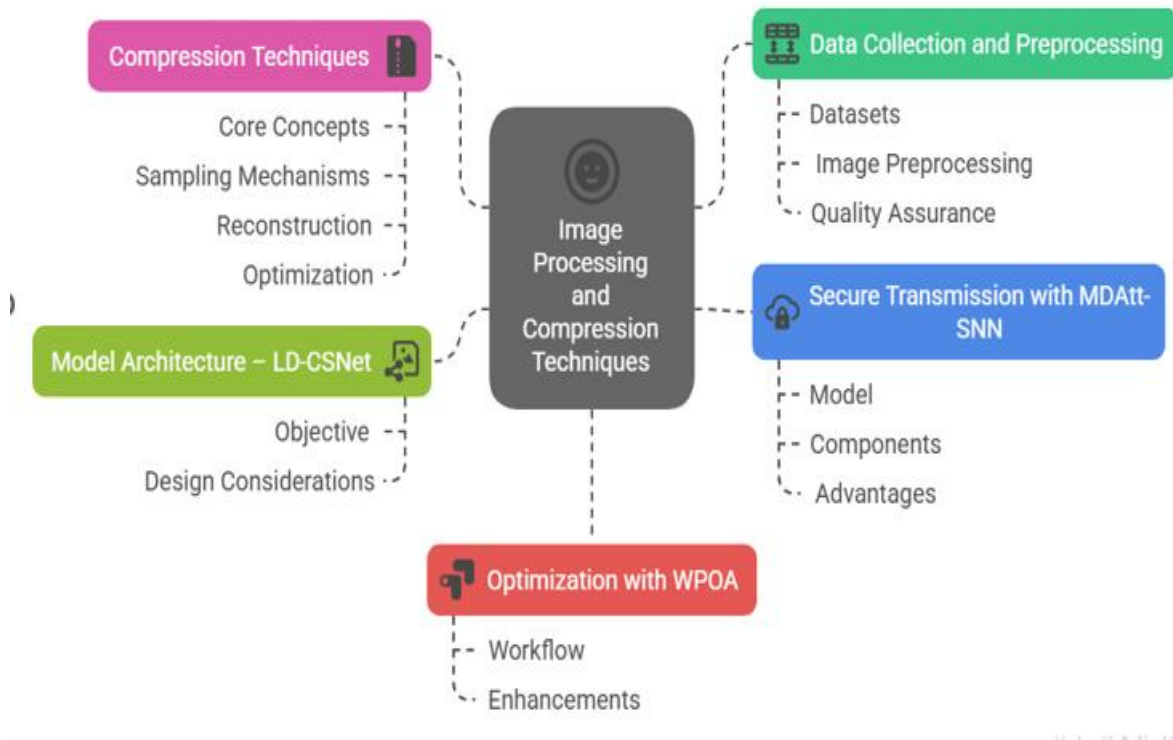 Compression Techniques
Core Concepts
Sampling Mechanisms
Reconstruction
Optimization
Model Architecture – LD-CSNet
Objective
Design Considerations
Image
Processing
and
Compression
Techniques
Data Collection and Preprocessing
Datasets
Image Preprocessing
Quality Assurance
Secure Transmission with MDAtt-
SNN
Model
Components
Advantages
Optimization with WPOA
Workflow
Enhancements